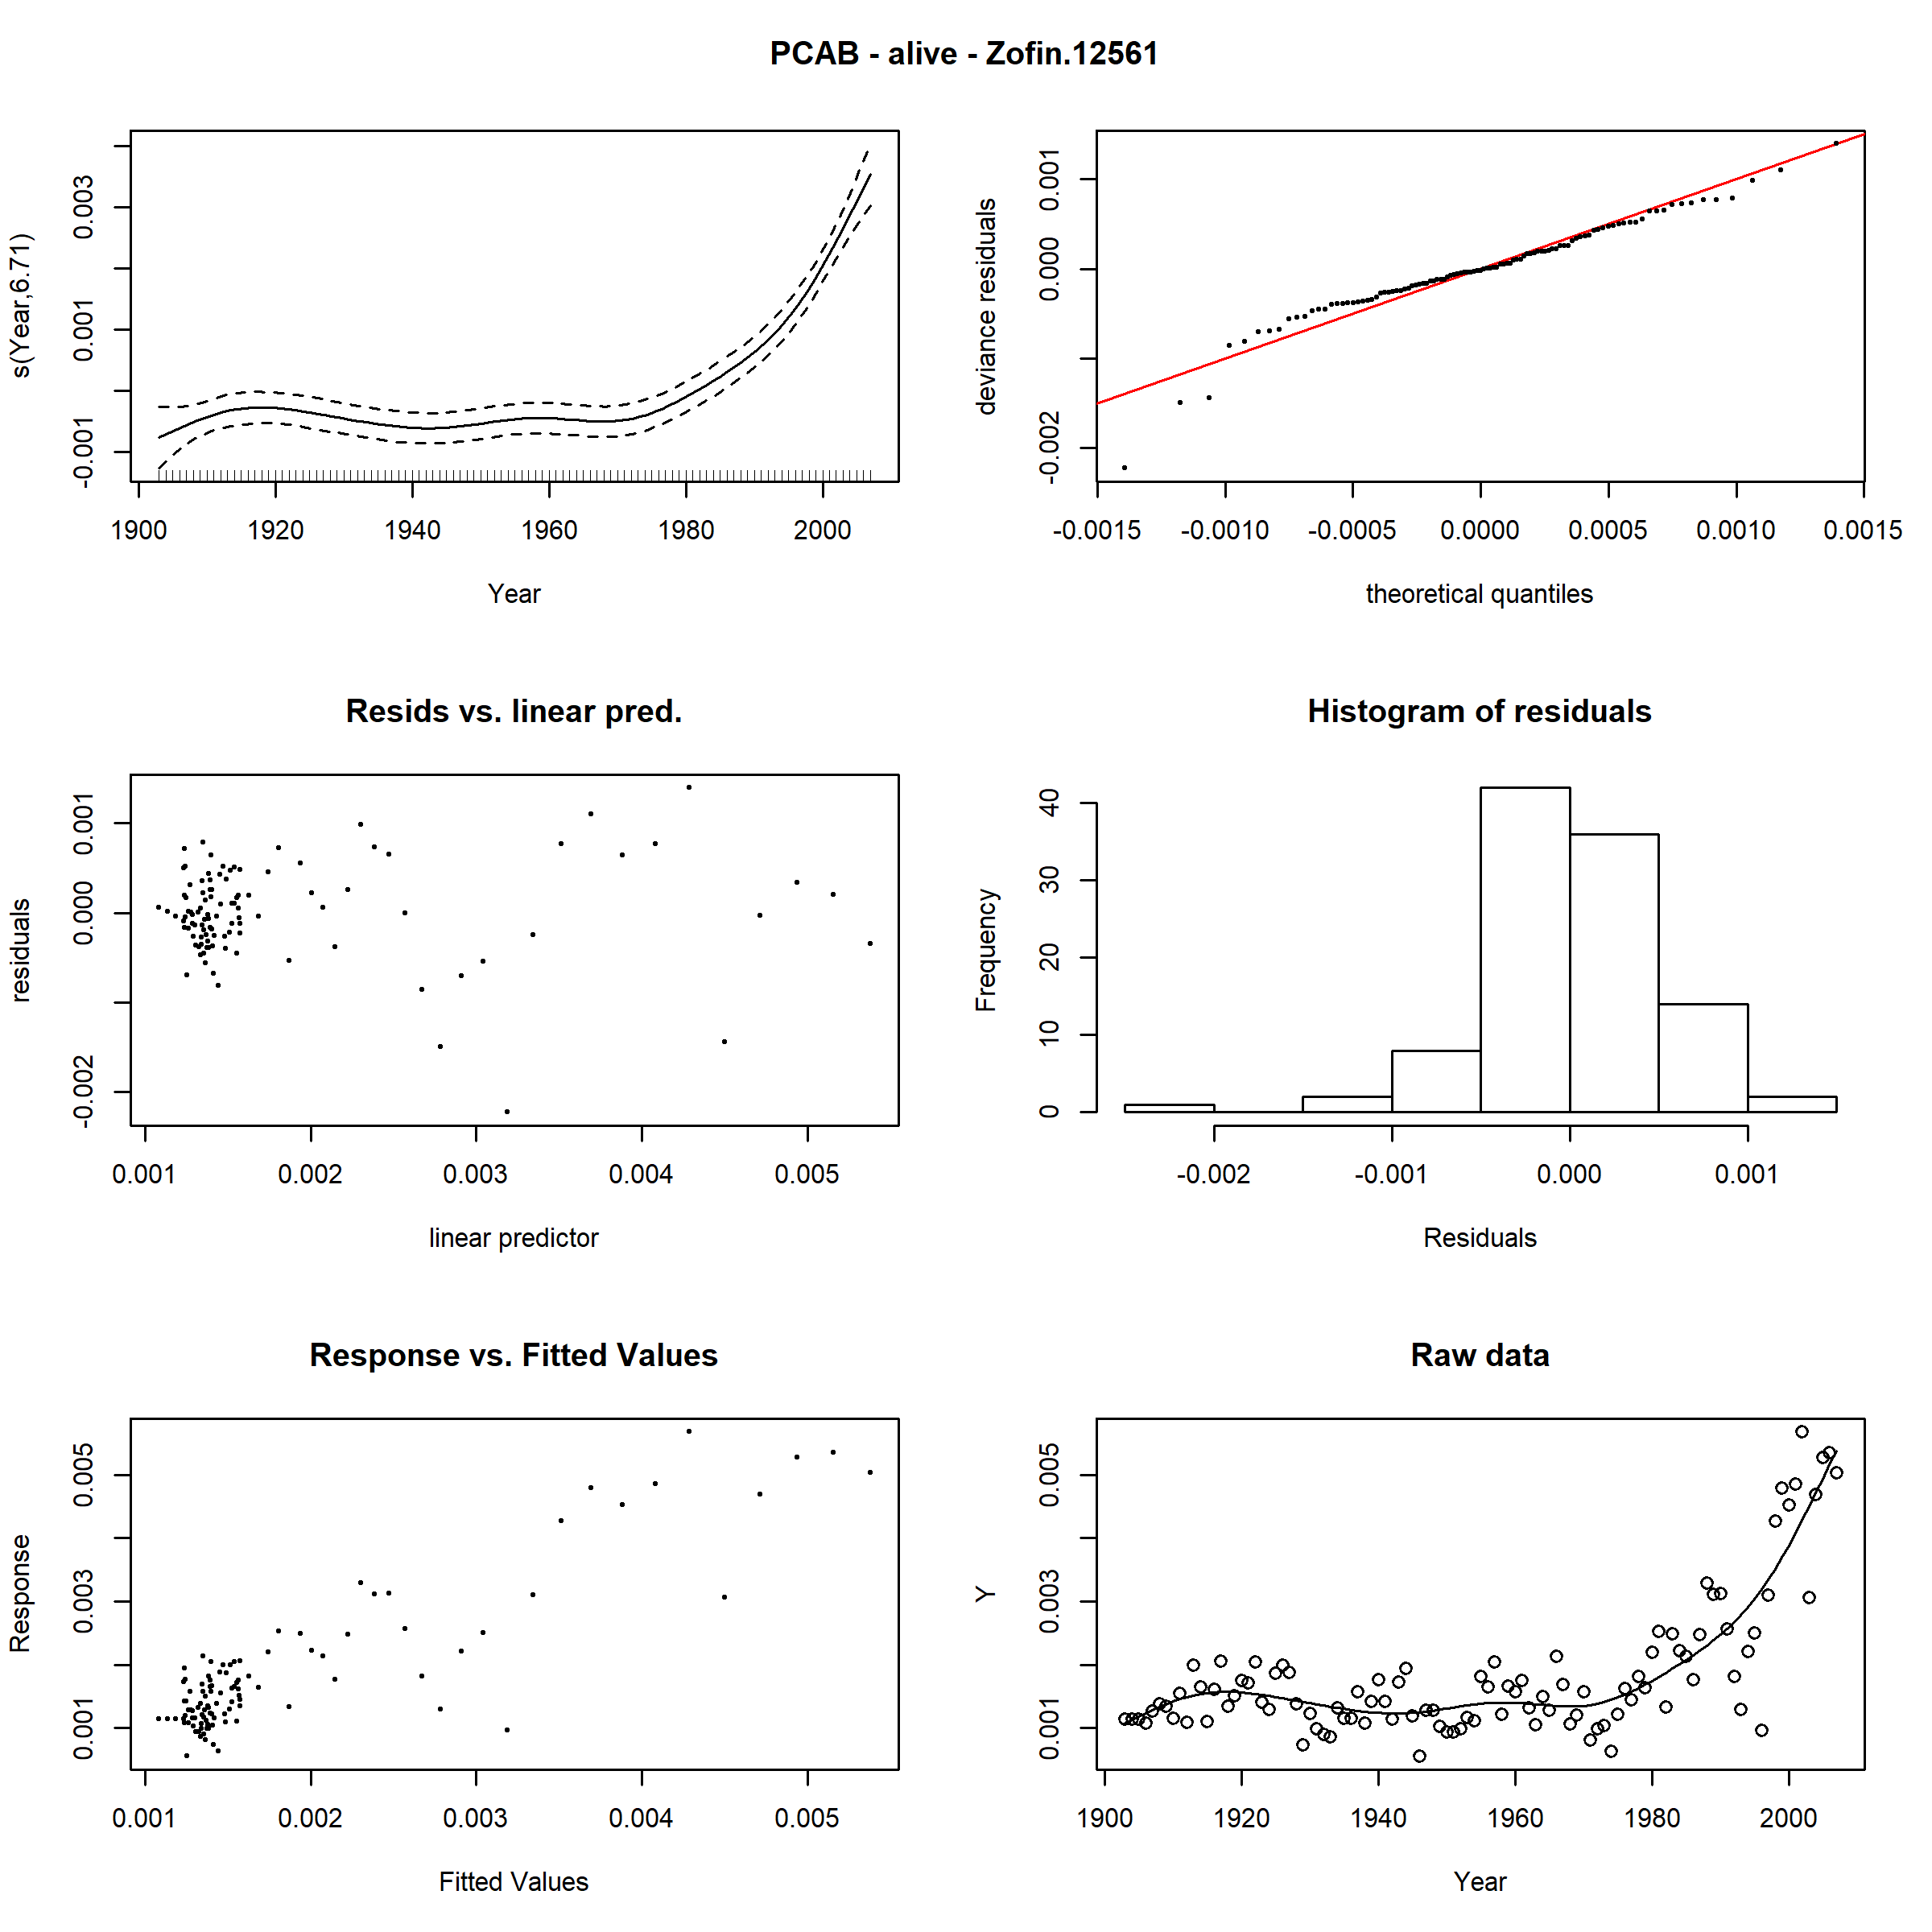 PCAB - alive - Zofin.12561
s(Year,6.71)
-0.001 0.001 0.003
1900 1920 1940 1960 1980 2000
Year
deviance residuals
-0.002 0.000 0.001
-0.0015 -0.0010 -0.0005 0.0000 0.0005 0.0010 0.0015
theoretical quantiles
Resids vs. linear pred.
residuals
-0.002 0.000 0.001
0.001 0.002 0.003 0.004 0.005
linear predictor
Histogram of residuals
Frequency
0 10 20 30 40
-0.002 -0.001 0.000 0.001
Residuals
Response vs. Fitted Values
Response
0.001 0.003 0.005
0.001 0.002 0.003 0.004 0.005
Fitted Values
Raw data
Y
0.001 0.003 0.005
1900 1920 1940 1960 1980 2000
Year